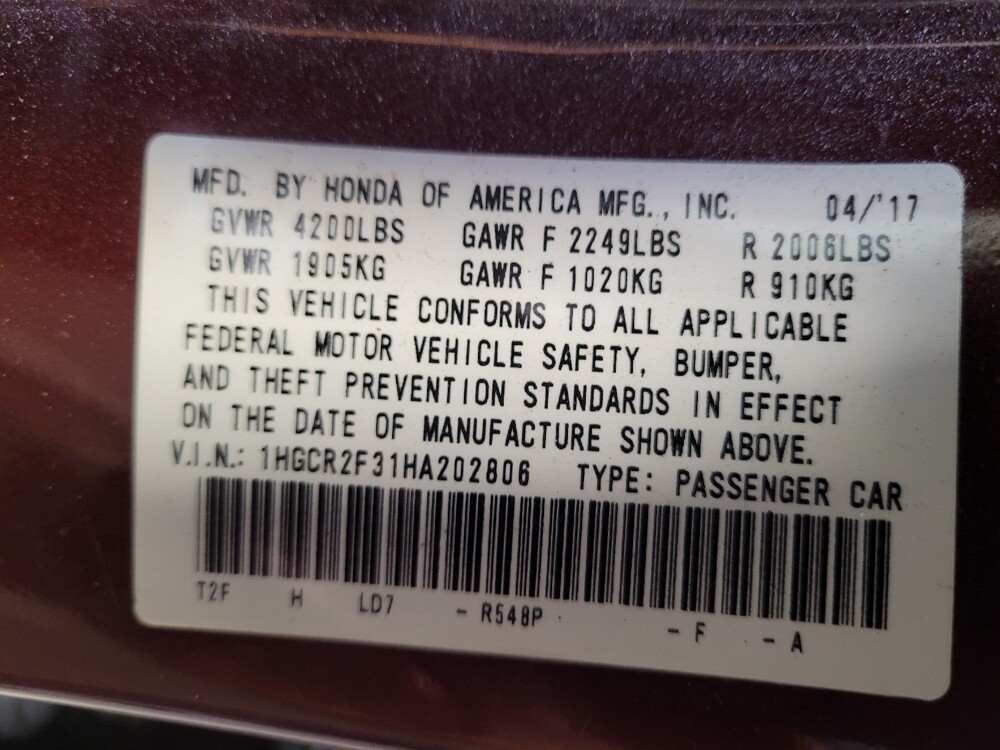 MFD. BY HONDA OF AMERICA MFG., INC. 04/'17
GVWR 4200LBS GAWR F 2249LBS R 2006LBS
GVWR 1905KG GAWR F 1020KG R 910KG
THIS VEHICLE CONFORMS TO ALL APPLICABLE
FEDERAL MOTOR VEHICLE SAFETY, BUMPER,
AND THEFT PREVENTION STANDARDS IN EFFECT
ON THE DATE OF MANUFACTURE SHOWN ABOVE.
V.I.N.: 1HGCR2F31HA202806 TYPE: PASSENGER CAR
T2F H LD7 - R548P - F - A